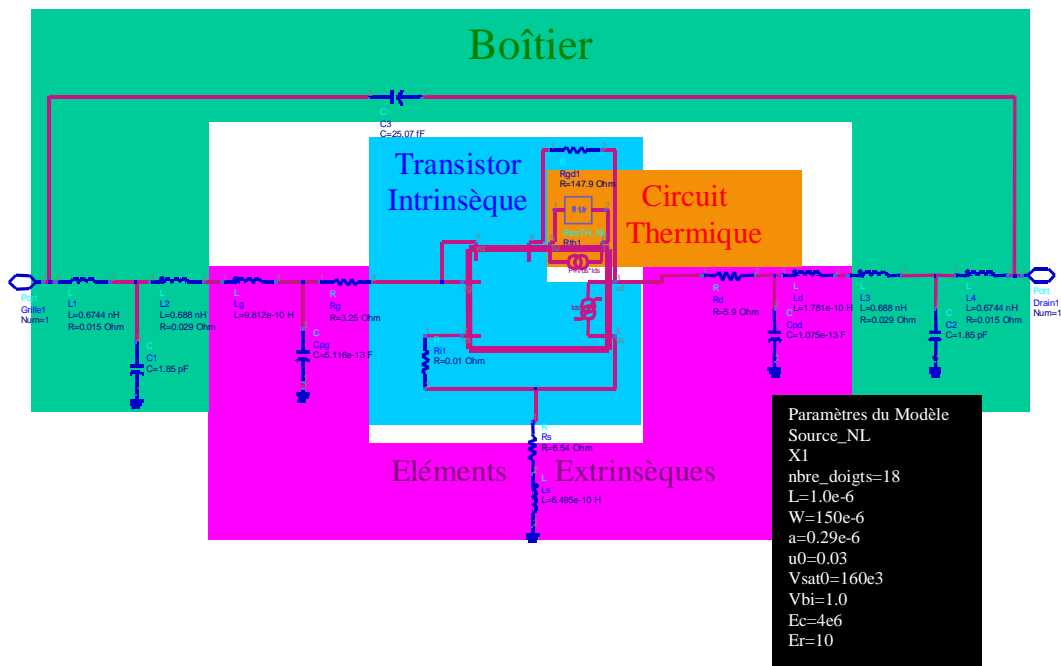 Boîtier
C
C3
C=25.07 fF
Transistor
Intrinsèque
R
Rgd1
R=147.9 Ohm
Circuit
Thermique
Rth1
Port
Grille1
Num=1
L
L1
L=0.6744 nH
R=0.015 Ohm
L
L2
L=0.688 nH
R=0.029 Ohm
L
Lg
L=9.812e-10 H
R
Rg
R=3.25 Ohm
C
C1
C=1.85 pF
C
Cpg
C=5.116e-13 F
R
Ri1
R=0.01 Ohm
R
Rd
R=5.9 Ohm
L
Ld
L=1.761e-10 H
C
Cpd
C=1.075e-13 F
L
L3
L=0.688 nH
R=0.029 Ohm
C
C2
C=1.85 pF
L
L4
L=0.6744 nH
R=0.015 Ohm
Port
Drain1
Num=1
R
Rs
R=6.54 Ohm
Eléments Extrinsèques
L
Ls
L=6.495e-10 H
Paramètres du Modèle
Source_NL
X1
nbre_doigts=18
L=1.0e-6
W=150e-6
a=0.29e-6
u0=0.03
Vsat0=160e3
Vbi=1.0
Ec=4e6
Er=10